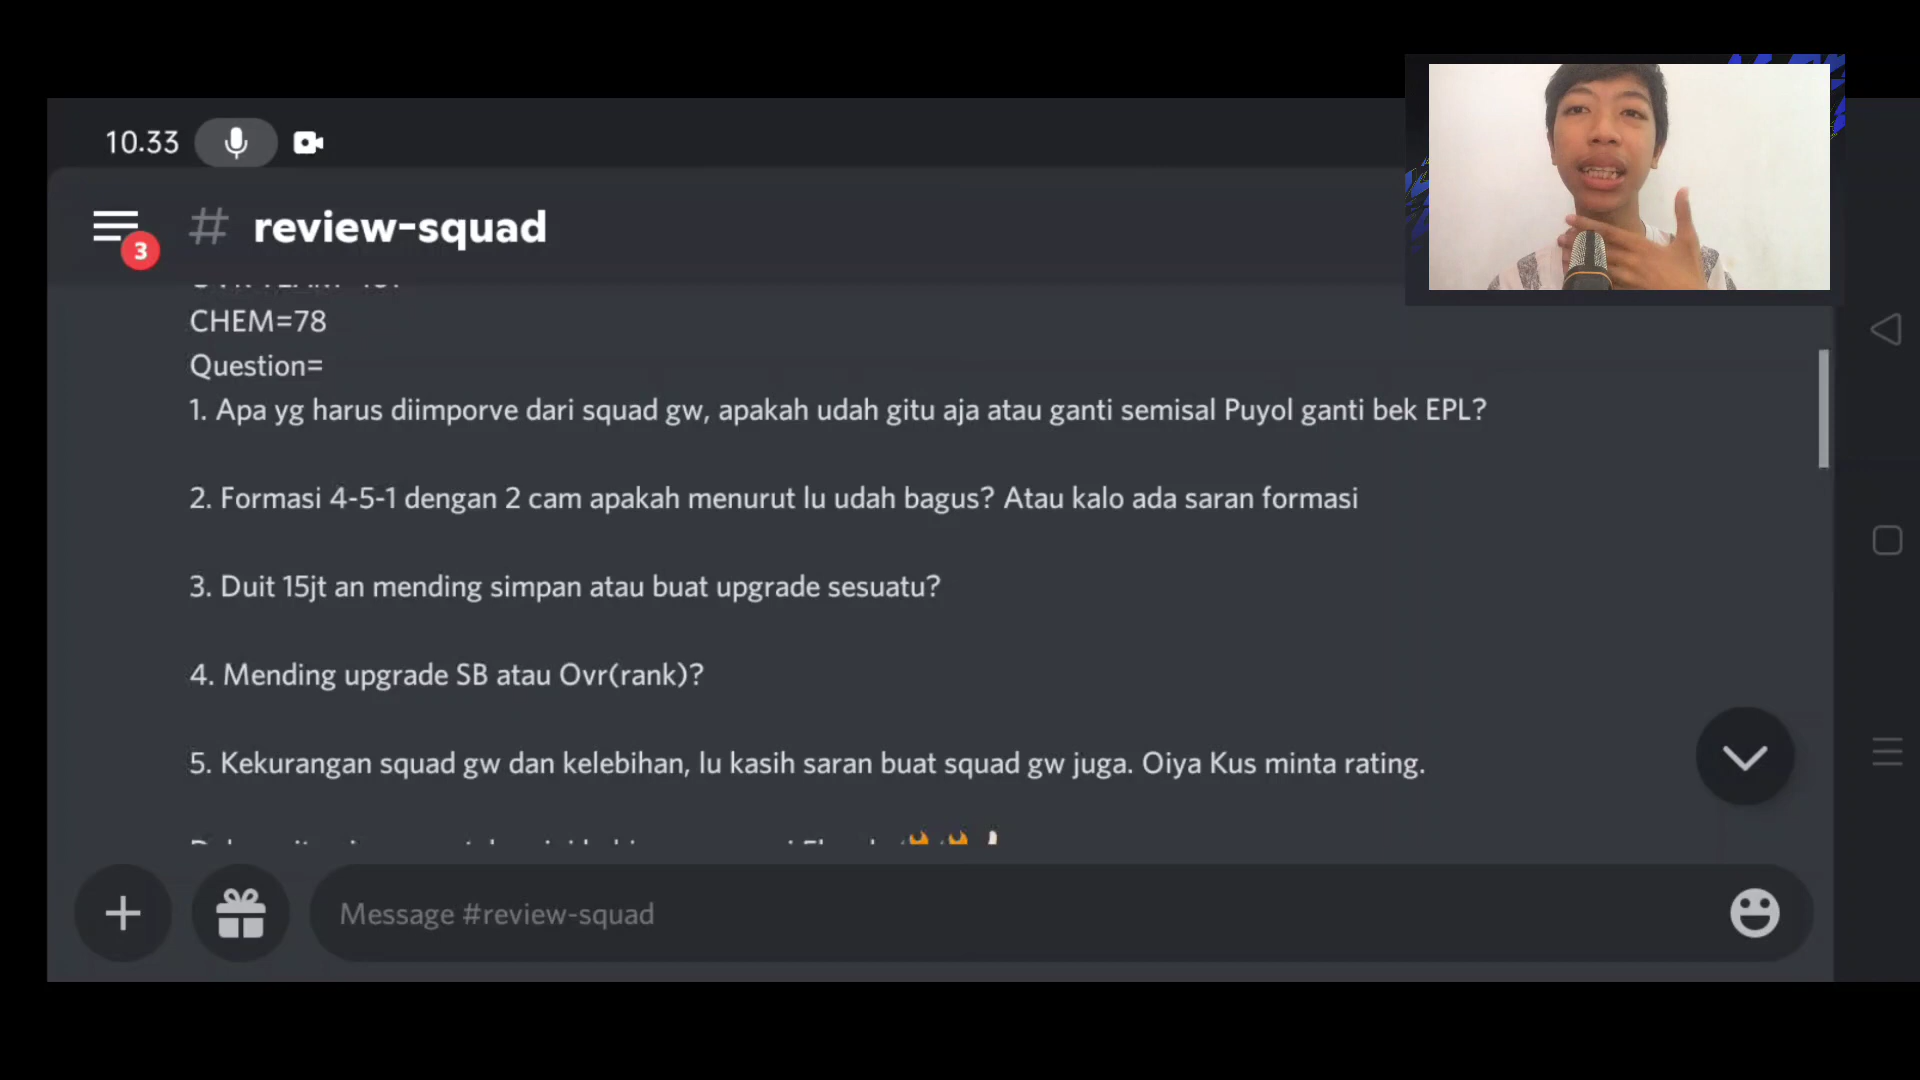 10.33
3
# review-squad
CHEM=78
Question=
1. Apa yg harus diimporve dari squad gw, apakah udah gitu aja atau ganti semisal Puyol ganti bek EPL?
2. Formasi 4-5-1 dengan 2 cam apakah menurut lu udah bagus? Atau kalo ada saran formasi
3. Duit 15jt an mending simpan atau buat upgrade sesuatu?
4. Mending upgrade SB atau Ovr(rank)?
5. Kekurangan squad gw dan kelebihan, lu kasih saran buat squad gw juga. Oiya Kus minta rating.
Message #review-squad